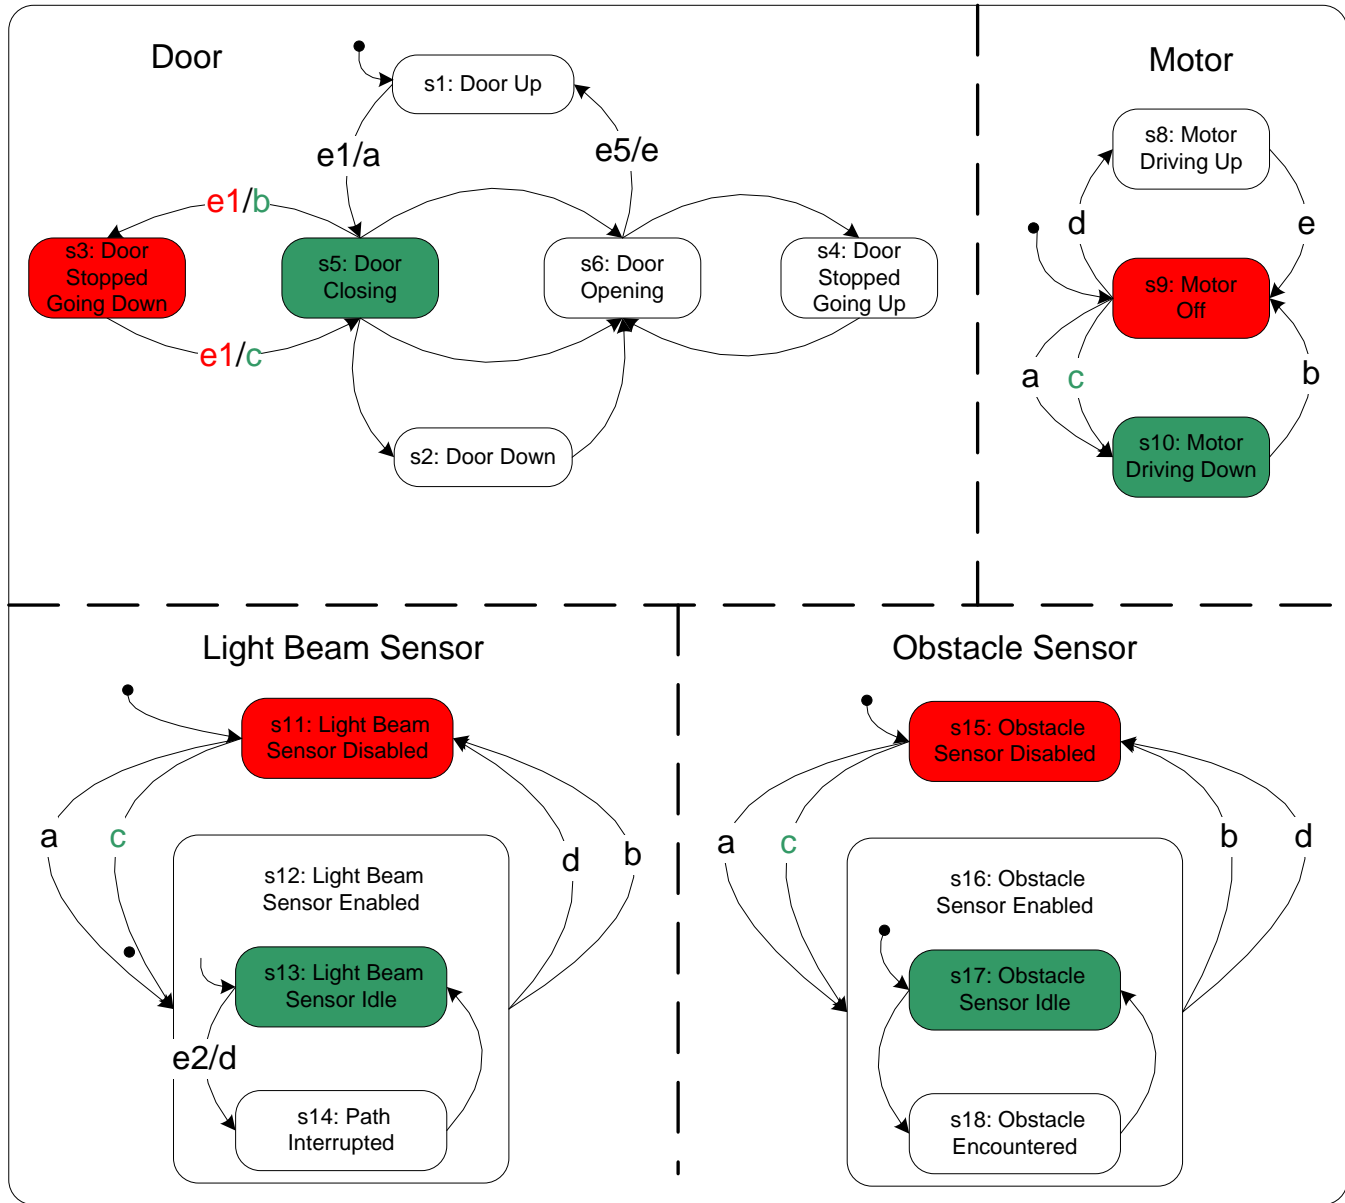 Door
s1: Door Up
e1/a
e5/e
e1/b
s3: Door
Stopped
Going Down
s5: Door
Closing
s6: Door
Opening
s4: Door
Stopped
Going Up
e1/c
s2: Door Down
Motor
s8: Motor
Driving Up
d
e
s9: Motor
Off
a
c
b
s10: Motor
Driving Down
Light Beam Sensor
s11: Light Beam
Sensor Disabled
a
c
d
b
s12: Light Beam
Sensor Enabled
s13: Light Beam
Sensor Idle
e2/d
s14: Path
Interrupted
Obstacle Sensor
s15: Obstacle
Sensor Disabled
a
c
b
d
s16: Obstacle
Sensor Enabled
s17: Obstacle
Sensor Idle
s18: Obstacle
Encountered